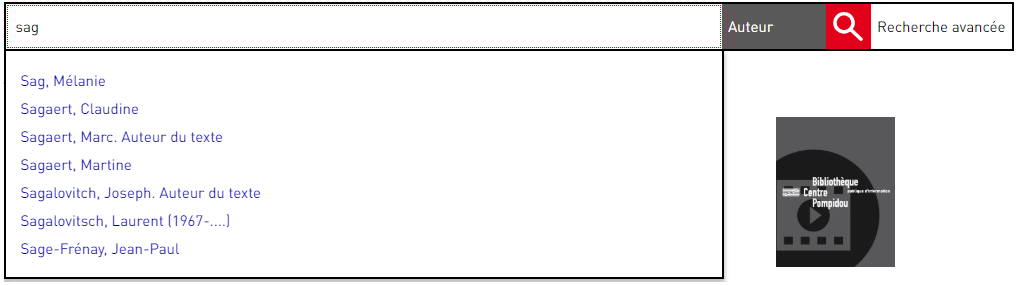 sag
Auteur
Recherche avancée
Sag, Mélanie
Sagaert, Claudine
Sagaert, Marc. Auteur du texte
Sagaert, Martine
Sagalovitch, Joseph. Auteur du texte
Sagalovitsch, Laurent (1967-....)
Sage-Frénay, Jean-Paul
Bibliothèque
publique d'information
Centre
Pompidou